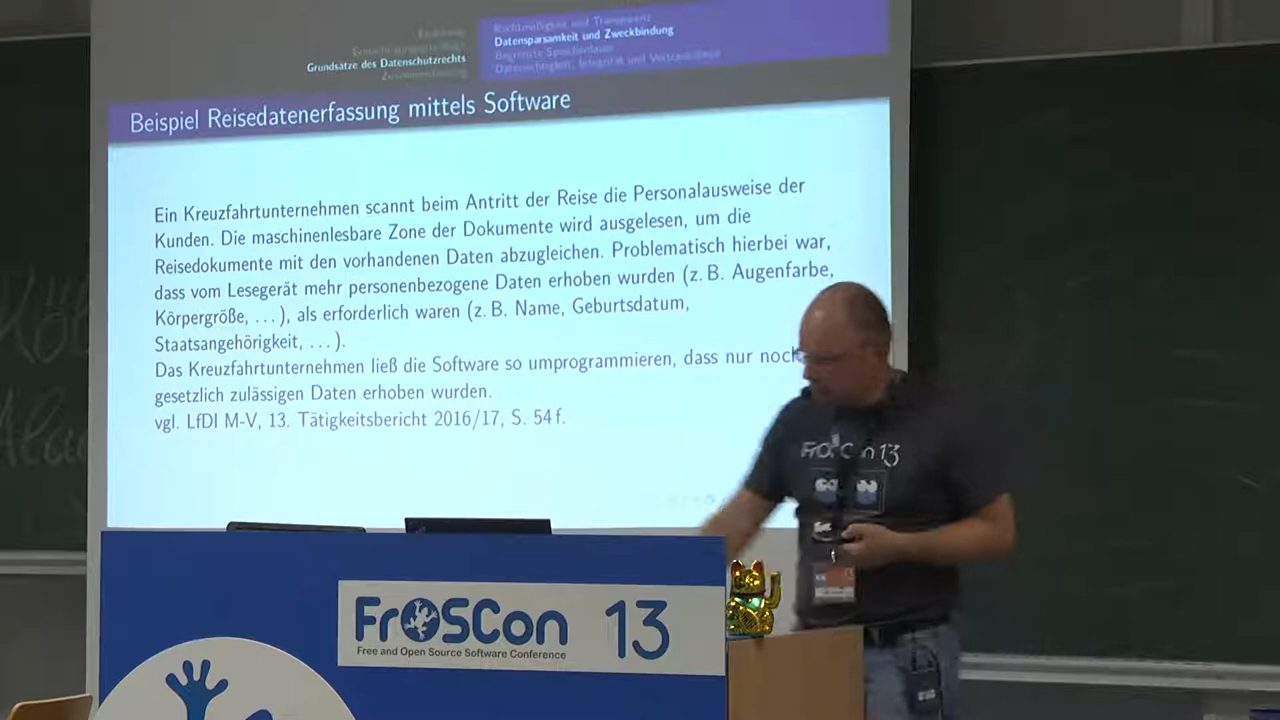 Grundsätze des Datenschutzrechts
Zusammenfassung
Rechtmäßigkeit und Transparenz
Datensparsamkeit und Zweckbindung
Begrenzte Speicherdauer
Datenrichtigkeit, Integrität und Vertraulichkeit
Beispiel Reisedatenerfassung mittels Software
Ein Kreuzfahrtunternehmen scannt beim Antritt der Reise die Personalausweise der
Kunden. Die maschinenlesbare Zone der Dokumente wird ausgelesen, um die
Reisedokumente mit den vorhandenen Daten abzugleichen. Problematisch hierbei war,
dass vom Lesegerät mehr personenbezogene Daten erhoben wurden (z. B. Augenfarbe,
Körpergröße, ...), als erforderlich waren (z. B. Name, Geburtsdatum,
Staatsangehörigkeit, ...).
Das Kreuzfahrtunternehmen ließ die Software so umprogrammieren, dass nur noch
gesetzlich zulässigen Daten erhoben wurden.
vgl. LfDI M-V, 13. Tätigkeitsbericht 2016/17, S. 54 f.
FrOSCon 13
FrOSCon 13
Free and Open Source Software Conference